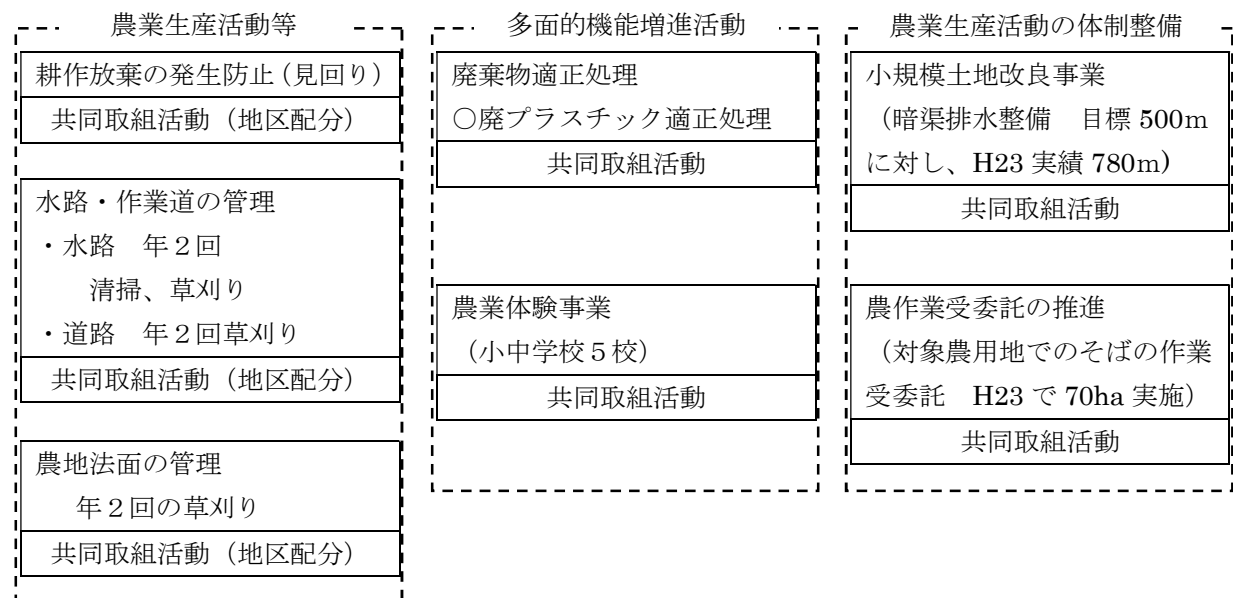 農業生産活動等
耕作放棄の発生防止(見回り)
共同取組活動(地区配分)
水路・作業道の管理
・水路 年2回
清掃、草刈り
・道路 年2回草刈り
共同取組活動(地区配分)
農地法面の管理
年2回の草刈り
共同取組活動(地区配分)
多面的機能増進活動
廃棄物適正処理
○廃プラスチック適正処理
共同取組活動
農業体験事業
(小中学校5校)
共同取組活動
農業生産活動の体制整備
小規模土地改良事業
(暗渠排水整備 目標 500m
に対し、H23 実績 780m)
共同取組活動
農作業受委託の推進
(対象農用地でのそばの作業
受委託 H23 で 70ha 実施)
共同取組活動